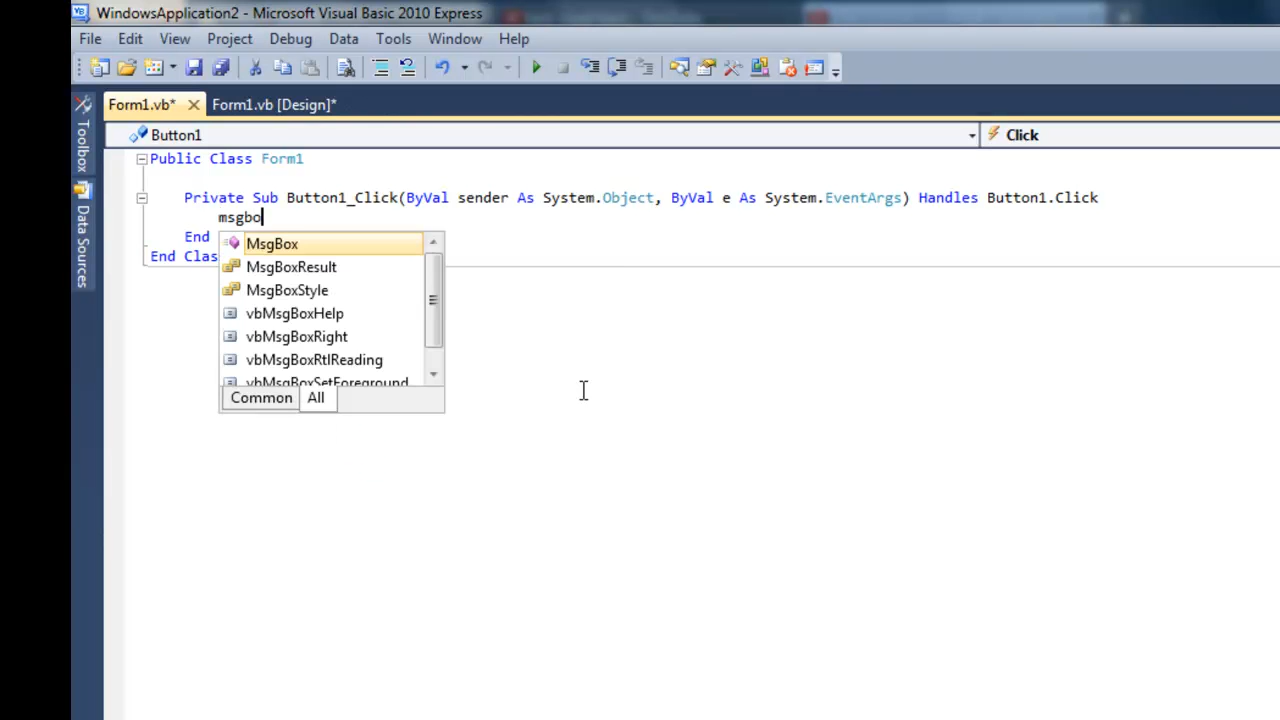 WindowsApplication2 - Microsoft Visual Basic 2010 Express
File Edit View Project Debug Data Tools Window Help
Form1.vb* Form1.vb [Design]*
Button1 Click
Toolbox
Data Sources
Public Class Form1
Private Sub Button1_Click(ByVal sender As System.Object, ByVal e As System.EventArgs) Handles Button1.Click
msgbo
End
End Clas
MsgBox
MsgBoxResult
MsgBoxStyle
vbMsgBoxHelp
vbMsgBoxRight
vbMsgBoxRtlReading
vbMsgBoxSetForeground
Common All